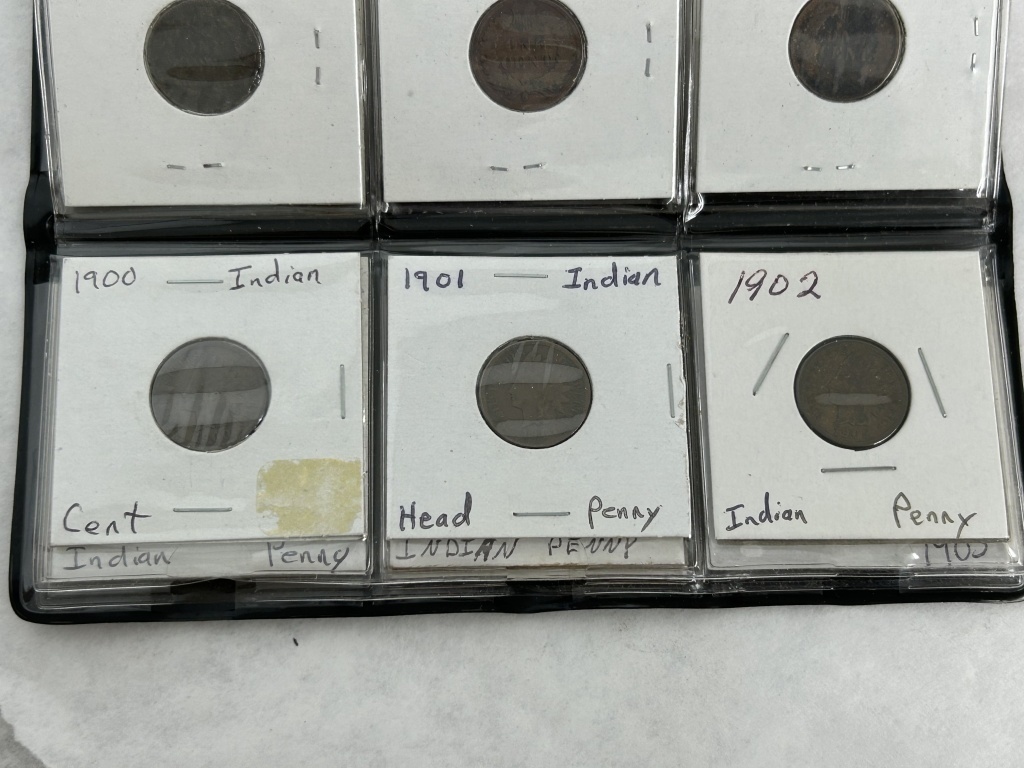 1900 Indian
Cent
Indian Penny
1901 Indian
Head Penny
INDIAN PENNY
1902
Indian Penny